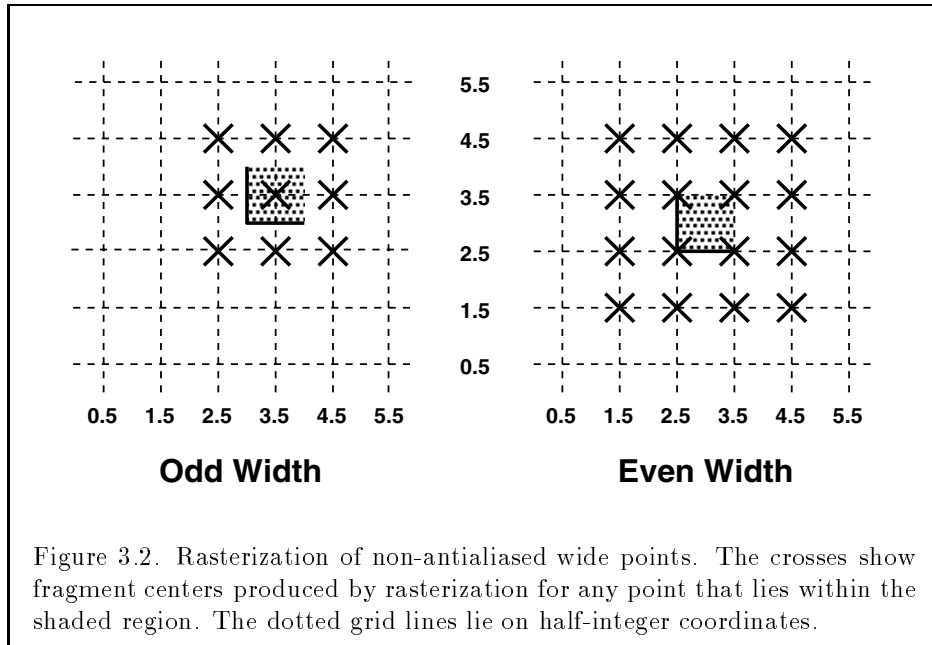 5.5
4.5
3.5
2.5
1.5
0.5
0.5 1.5 2.5 3.5 4.5 5.5
0.5 1.5 2.5 3.5 4.5 5.5
Odd Width
Even Width
Figure 3.2. Rasterization of non-antialiased wide points. The crosses show
fragment centers produced by rasterization for any point that lies within the
shaded region. The dotted grid lines lie on half-integer coordinates.